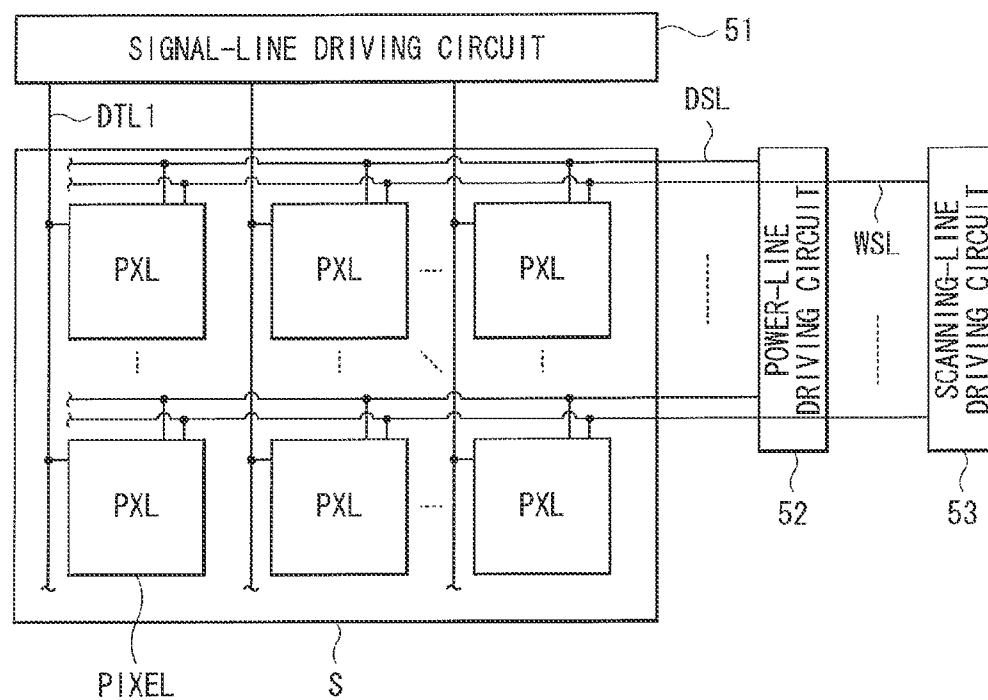 SIGNAL-LINE DRIVING CIRCUIT
51
DTL1
DSL
WSL
PXL
PXL
PXL
POWER-LINE
DRIVING CIRCUIT
SCANNING-LINE
DRIVING CIRCUIT
PXL
PXL
PXL
52
53
PIXEL
S